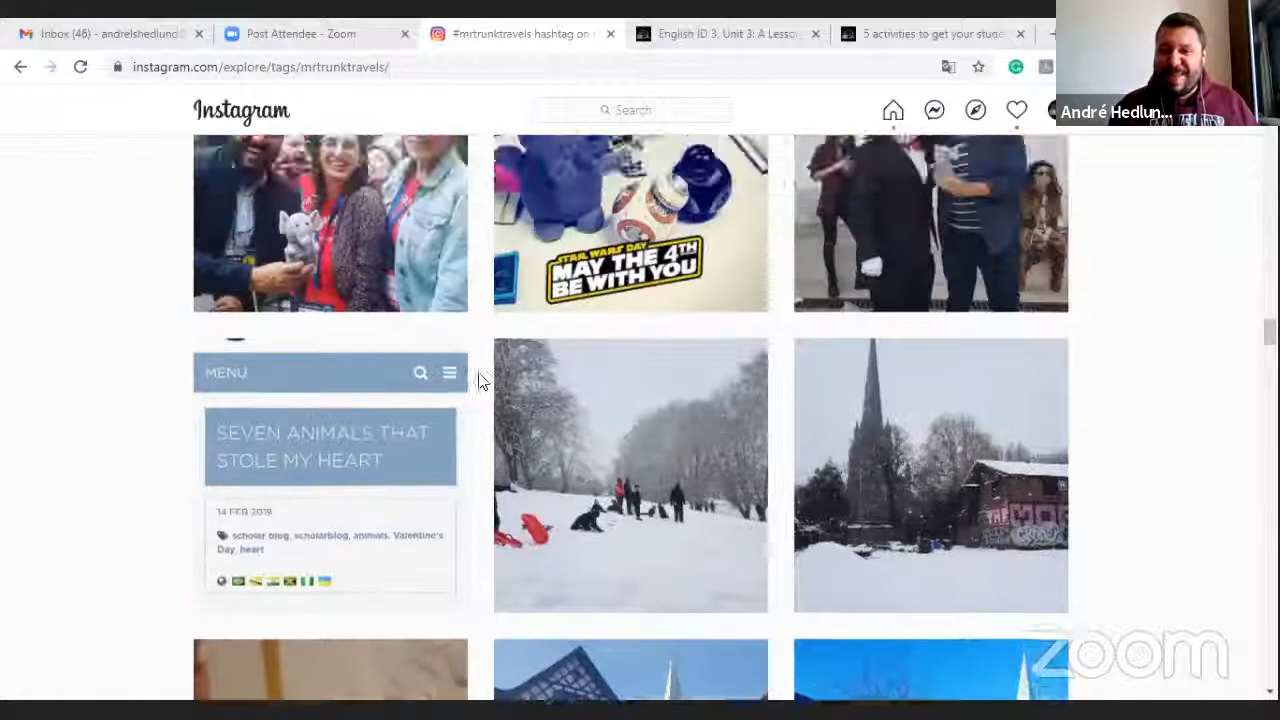 Inbox (46) - andrelshedlund
Post Attendee - Zoom
#mrtrunktravels hashtag on
English ID 3, Unit 3: A Lesso
5 activities to get your stude
instagram.com/explore/tags/mrtrunktravels/
André Hedlun...
Instagram
Search
STAR WARS DAY
MAY THE 4TH
BE WITH YOU
MENU
SEVEN ANIMALS THAT
STOLE MY HEART
14 FEB 2019
scholar blog, scholarblog, animals, Valentine's
Day, heart
zoom